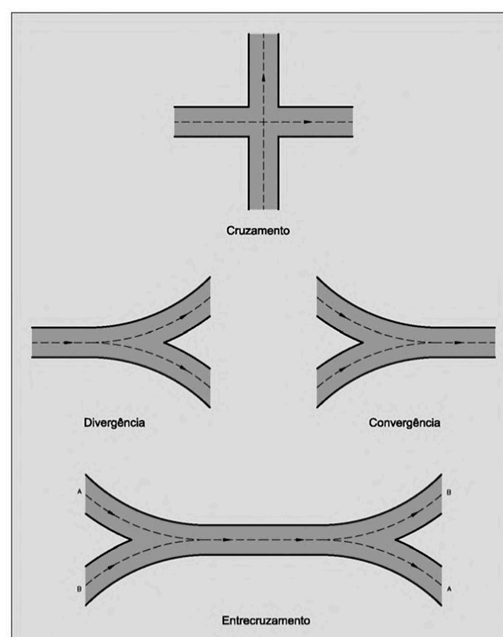 Cruzamento
Divergência
Convergência
A
B
B
A
Entrecruzamento